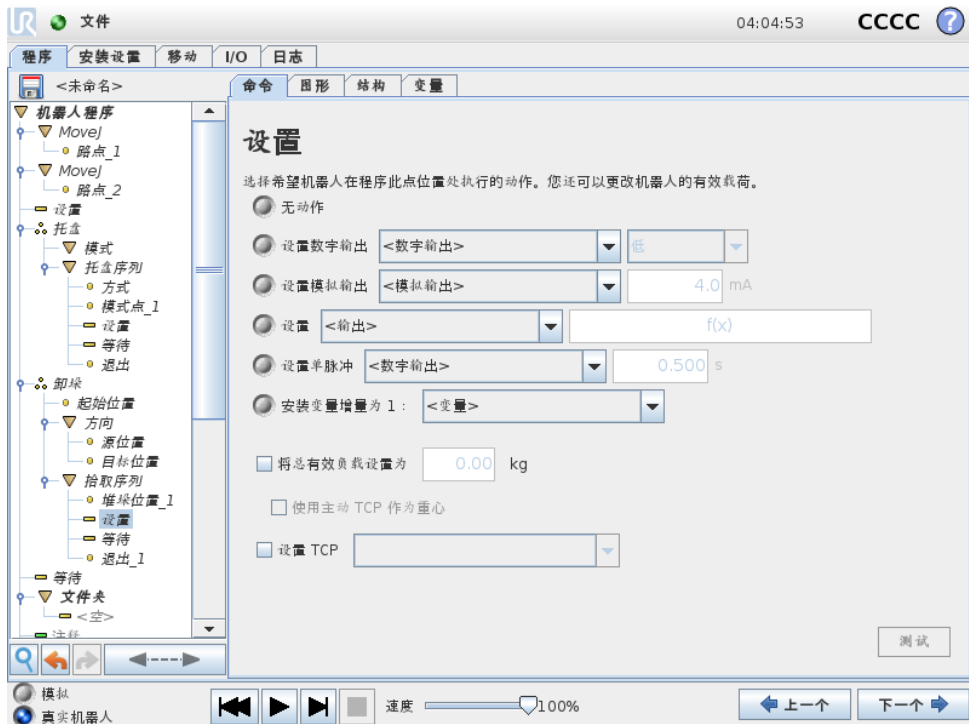 UR 文件 04:04:53 CCCC ?
程序 安装设置 移动 I/O 日志
<未命名>
机器人程序
MoveJ
路点_1
MoveJ
路点_2
设置
托盘
模式
托盘序列
方式
模式点_1
设置
等待
退出
卸垛
起始位置
方向
源位置
目标位置
拾取序列
堆垛位置_1
设置
等待
退出_1
等待
文件夹
<空>
注释
命令 图形 结构 变量
设置
选择希望机器人在程序此点位置处执行的动作。您还可以更改机器人的有效载荷。
无动作
设置数字输出 <数字输出> 低
设置模拟输出 <模拟输出> 4.0 mA
设置 <输出> f(x)
设置单脉冲 <数字输出> 0.500 s
安装变量增量为 1： <变量>
将总有效负载设置为 0.00 kg
使用主动 TCP 作为重心
设置 TCP
测试
模拟
真实机器人
速度 100%
上一个 下一个